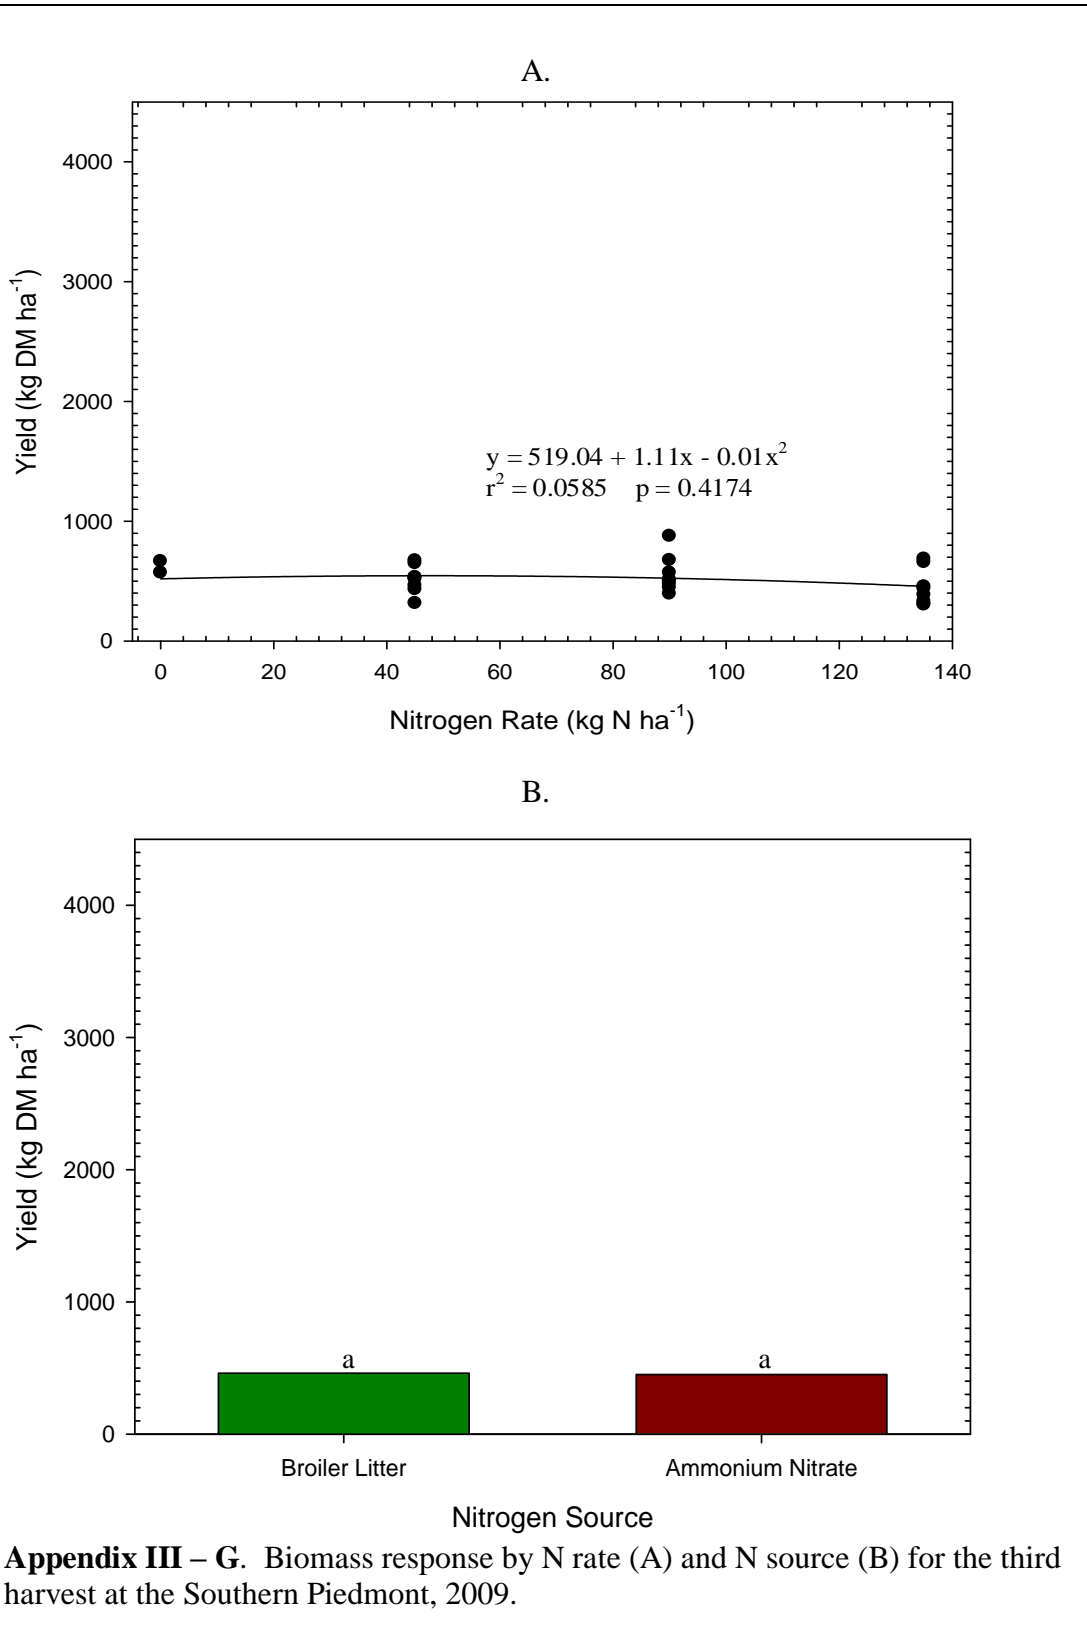 A.
4000
3000
2000
1000
0
Yield (kg DM ha⁻¹)
y = 519.04 + 1.11x - 0.01x²
r² = 0.0585 p = 0.4174
0 20 40 60 80 100 120 140
Nitrogen Rate (kg N ha⁻¹)
B.
4000
3000
2000
1000
0
Yield (kg DM ha⁻¹)
a a
Broiler Litter Ammonium Nitrate
Nitrogen Source
Appendix III – G. Biomass response by N rate (A) and N source (B) for the third
harvest at the Southern Piedmont, 2009.